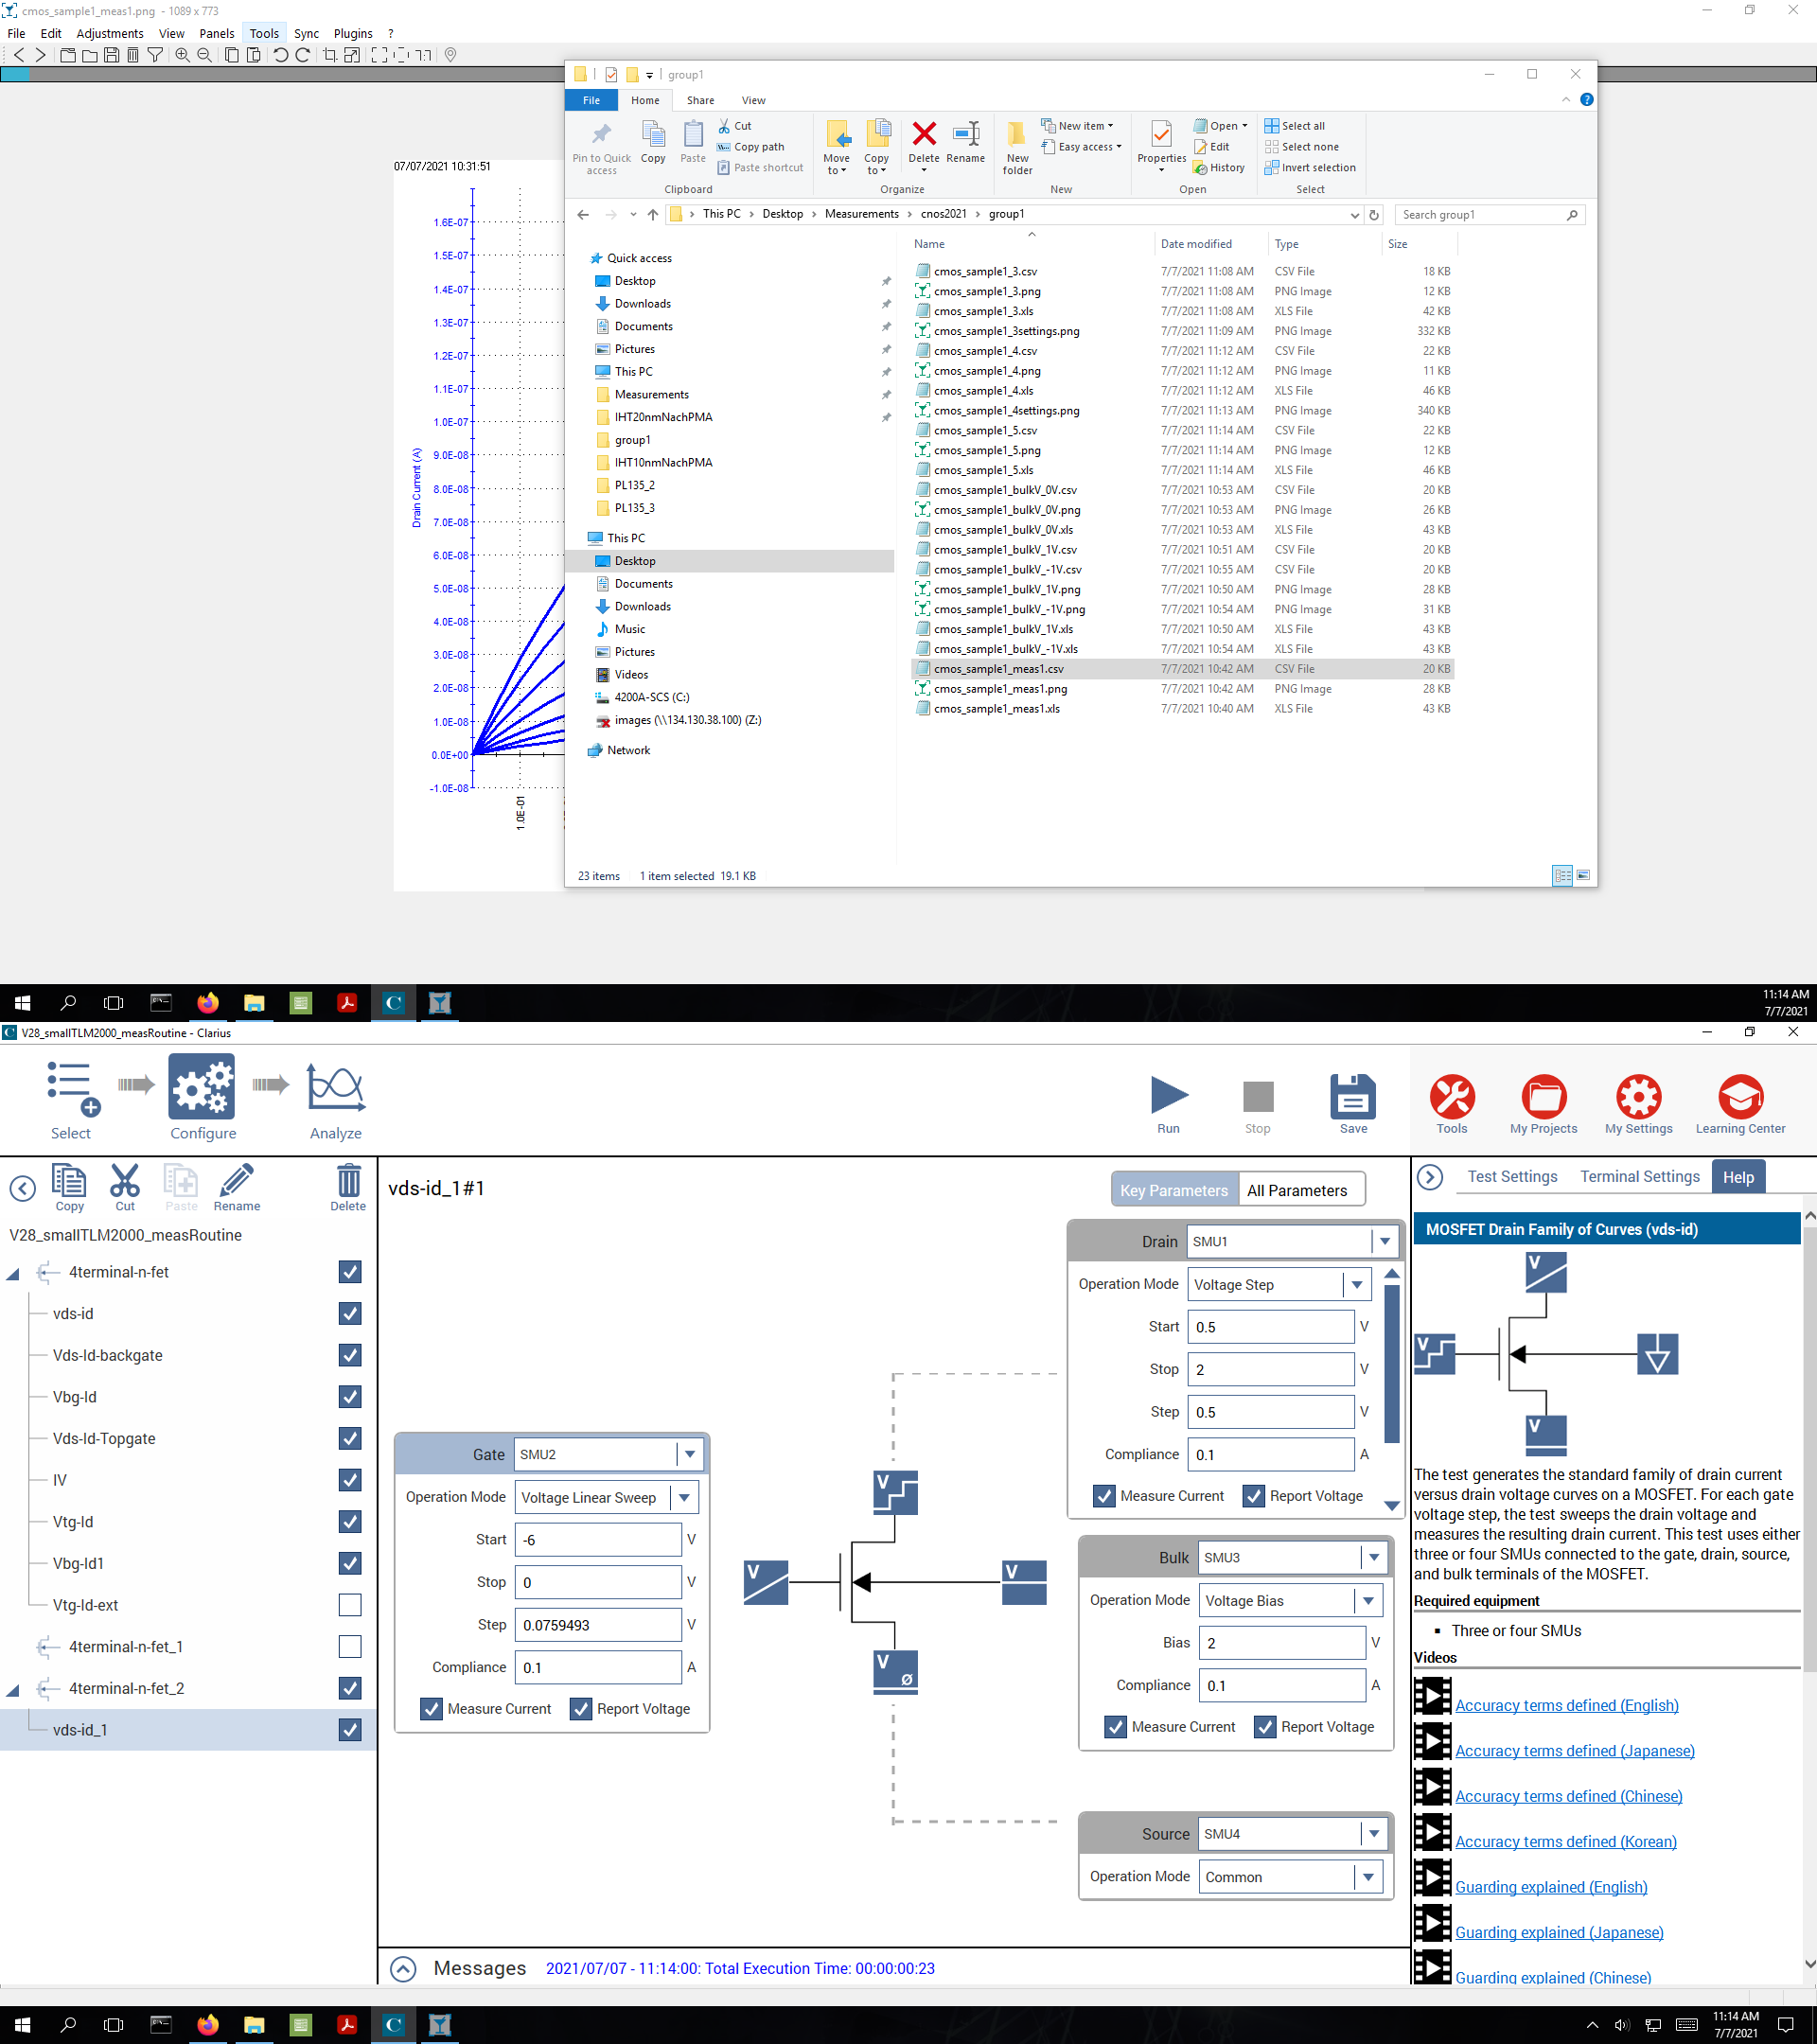 cmos_sample1_meas1.png - 1089 x 773
File Edit Adjustments View Panels Tools Sync Plugins ?
07/07/2021 10:31:51
1.6E-07
1.5E-07
1.4E-07
1.3E-07
1.2E-07
1.1E-07
1.0E-07
9.0E-08
8.0E-08
7.0E-08
6.0E-08
5.0E-08
4.0E-08
3.0E-08
2.0E-08
1.0E-08
0.0E+00
-1.0E-08
Drain Current (A)
1.0E-01
group1
File Home Share View
Pin to Quick access
Copy
Paste
Cut
Copy path
Paste shortcut
Clipboard
Move to
Copy to
Delete
Rename
Organize
New folder
New item
Easy access
New
Properties
Open
Edit
History
Open
Select all
Select none
Invert selection
Select
This PC > Desktop > Measurements > cnos2021 > group1
Search group1
Quick access
Desktop
Downloads
Documents
Pictures
This PC
Measurements
IHT20nmNachPMA
group1
IHT10nmNachPMA
PL135_2
PL135_3
This PC
Desktop
Documents
Downloads
Music
Pictures
Videos
4200A-SCS (C:)
images (\\134.130.38.100) (Z:)
Network
Name Date modified Type Size
cmos_sample1_3.csv 7/7/2021 11:08 AM CSV File 18 KB
cmos_sample1_3.png 7/7/2021 11:08 AM PNG Image 12 KB
cmos_sample1_3.xls 7/7/2021 11:08 AM XLS File 42 KB
cmos_sample1_3settings.png 7/7/2021 11:09 AM PNG Image 332 KB
cmos_sample1_4.csv 7/7/2021 11:12 AM CSV File 22 KB
cmos_sample1_4.png 7/7/2021 11:12 AM PNG Image 11 KB
cmos_sample1_4.xls 7/7/2021 11:12 AM XLS File 46 KB
cmos_sample1_4settings.png 7/7/2021 11:13 AM PNG Image 340 KB
cmos_sample1_5.csv 7/7/2021 11:14 AM CSV File 22 KB
cmos_sample1_5.png 7/7/2021 11:14 AM PNG Image 12 KB
cmos_sample1_5.xls 7/7/2021 11:14 AM XLS File 46 KB
cmos_sample1_bulkV_0V.csv 7/7/2021 10:53 AM CSV File 20 KB
cmos_sample1_bulkV_0V.png 7/7/2021 10:53 AM PNG Image 26 KB
cmos_sample1_bulkV_0V.xls 7/7/2021 10:53 AM XLS File 43 KB
cmos_sample1_bulkV_1V.csv 7/7/2021 10:51 AM CSV File 20 KB
cmos_sample1_bulkV_-1V.csv 7/7/2021 10:55 AM CSV File 20 KB
cmos_sample1_bulkV_1V.png 7/7/2021 10:50 AM PNG Image 28 KB
cmos_sample1_bulkV_-1V.png 7/7/2021 10:54 AM PNG Image 31 KB
cmos_sample1_bulkV_1V.xls 7/7/2021 10:50 AM XLS File 43 KB
cmos_sample1_bulkV_-1V.xls 7/7/2021 10:54 AM XLS File 43 KB
cmos_sample1_meas1.csv 7/7/2021 10:42 AM CSV File 20 KB
cmos_sample1_meas1.png 7/7/2021 10:42 AM PNG Image 28 KB
cmos_sample1_meas1.xls 7/7/2021 10:40 AM XLS File 43 KB
23 items 1 item selected 19.1 KB
11:14 AM
7/7/2021
V28_smallTLM2000_measRoutine - Clarius
Select
Configure
Analyze
Run
Stop
Save
Tools
My Projects
My Settings
Learning Center
Copy
Cut
Paste
Rename
Delete
V28_smallTLM2000_measRoutine
4terminal-n-fet
vds-id
Vds-Id-backgate
Vbg-Id
Vds-Id-Topgate
IV
Vtg-Id
Vbg-Id1
Vtg-Id-ext
4terminal-n-fet_1
4terminal-n-fet_2
vds-id_1
vds-id_1#1
Key Parameters All Parameters
Gate SMU2
Operation Mode Voltage Linear Sweep
Start -6 V
Stop 0 V
Step 0.0759493 V
Compliance 0.1 A
Measure Current Report Voltage
V
V
V
V ø
Drain SMU1
Operation Mode Voltage Step
Start 0.5 V
Stop 2 V
Step 0.5 V
Compliance 0.1 A
Measure Current Report Voltage
Bulk SMU3
Operation Mode Voltage Bias
Bias 2 V
Compliance 0.1 A
Measure Current Report Voltage
Source SMU4
Operation Mode Common
Messages 2021/07/07 - 11:14:00: Total Execution Time: 00:00:00:23
Test Settings Terminal Settings Help
MOSFET Drain Family of Curves (vds-id)
V
V
V
The test generates the standard family of drain current
versus drain voltage curves on a MOSFET. For each gate
voltage step, the test sweeps the drain voltage and
measures the resulting drain current. This test uses either
three or four SMUs connected to the gate, drain, source,
and bulk terminals of the MOSFET.
Required equipment
Three or four SMUs
Videos
Accuracy terms defined (English)
Accuracy terms defined (Japanese)
Accuracy terms defined (Chinese)
Accuracy terms defined (Korean)
Guarding explained (English)
Guarding explained (Japanese)
Guarding explained (Chinese)
11:14 AM
7/7/2021